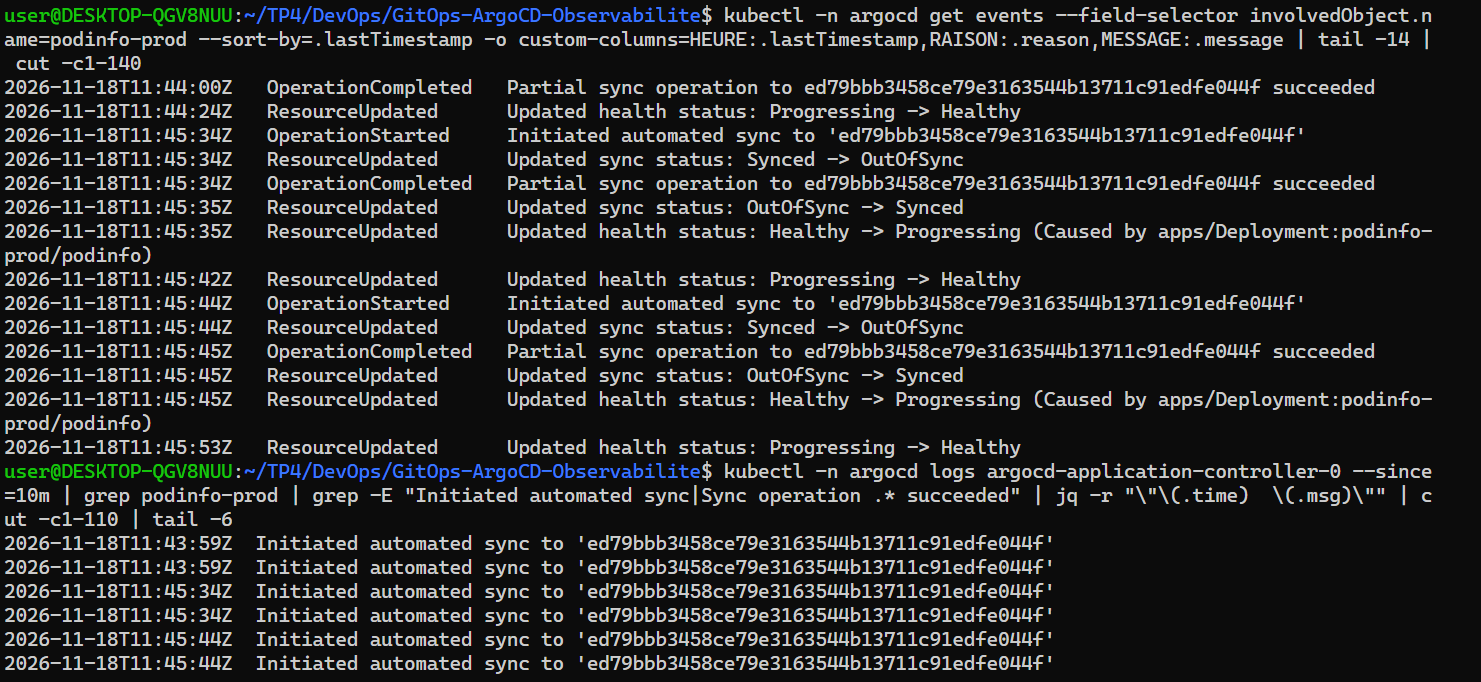 user@DESKTOP-QGV8NUU:~/TP4/DevOps/GitOps-ArgoCD-Observabilite$ kubectl -n argocd get events --field-selector involvedObject.n
ame=podinfo-prod --sort-by=.lastTimestamp -o custom-columns=HEURE:.lastTimestamp,RAISON:.reason,MESSAGE:.message | tail -14 |
 cut -c1-140
2026-11-18T11:44:00Z   OperationCompleted   Partial sync operation to ed79bbb3458ce79e3163544b13711c91edfe044f succeeded
2026-11-18T11:44:24Z   ResourceUpdated      Updated health status: Progressing -> Healthy
2026-11-18T11:45:34Z   OperationStarted     Initiated automated sync to 'ed79bbb3458ce79e3163544b13711c91edfe044f'
2026-11-18T11:45:34Z   ResourceUpdated      Updated sync status: Synced -> OutOfSync
2026-11-18T11:45:34Z   OperationCompleted   Partial sync operation to ed79bbb3458ce79e3163544b13711c91edfe044f succeeded
2026-11-18T11:45:35Z   ResourceUpdated      Updated sync status: OutOfSync -> Synced
2026-11-18T11:45:35Z   ResourceUpdated      Updated health status: Healthy -> Progressing (Caused by apps/Deployment:podinfo-
prod/podinfo)
2026-11-18T11:45:42Z   ResourceUpdated      Updated health status: Progressing -> Healthy
2026-11-18T11:45:44Z   OperationStarted     Initiated automated sync to 'ed79bbb3458ce79e3163544b13711c91edfe044f'
2026-11-18T11:45:44Z   ResourceUpdated      Updated sync status: Synced -> OutOfSync
2026-11-18T11:45:45Z   OperationCompleted   Partial sync operation to ed79bbb3458ce79e3163544b13711c91edfe044f succeeded
2026-11-18T11:45:45Z   ResourceUpdated      Updated sync status: OutOfSync -> Synced
2026-11-18T11:45:45Z   ResourceUpdated      Updated health status: Healthy -> Progressing (Caused by apps/Deployment:podinfo-
prod/podinfo)
2026-11-18T11:45:53Z   ResourceUpdated      Updated health status: Progressing -> Healthy
user@DESKTOP-QGV8NUU:~/TP4/DevOps/GitOps-ArgoCD-Observabilite$ kubectl -n argocd logs argocd-application-controller-0 --since
=10m | grep podinfo-prod | grep -E "Initiated automated sync|Sync operation .* succeeded" | jq -r "\"\(.time)  \(.msg)\"" | c
ut -c1-110 | tail -6
2026-11-18T11:43:59Z  Initiated automated sync to 'ed79bbb3458ce79e3163544b13711c91edfe044f'
2026-11-18T11:43:59Z  Initiated automated sync to 'ed79bbb3458ce79e3163544b13711c91edfe044f'
2026-11-18T11:45:34Z  Initiated automated sync to 'ed79bbb3458ce79e3163544b13711c91edfe044f'
2026-11-18T11:45:34Z  Initiated automated sync to 'ed79bbb3458ce79e3163544b13711c91edfe044f'
2026-11-18T11:45:44Z  Initiated automated sync to 'ed79bbb3458ce79e3163544b13711c91edfe044f'
2026-11-18T11:45:44Z  Initiated automated sync to 'ed79bbb3458ce79e3163544b13711c91edfe044f'